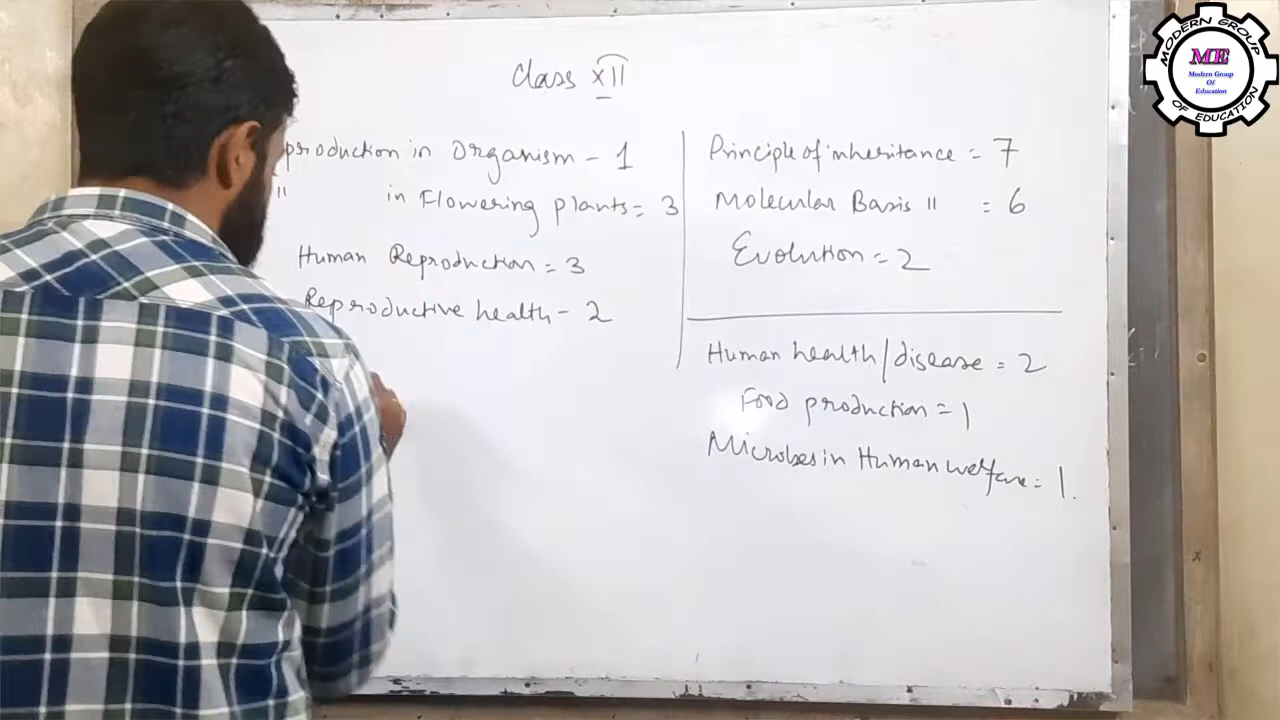 Class XII
production in Organism - 1
" in Flowering plants = 3
Human Reproduction = 3
Reproductive health - 2
Principle of inheritance = 7
Molecular Basis " = 6
Evolution = 2
Human health/disease = 2
Food production = 1
Microbes in Human welfare = 1.
MODERN GROUP
ME
Modern Group
Of
Education
OF EDUCATION